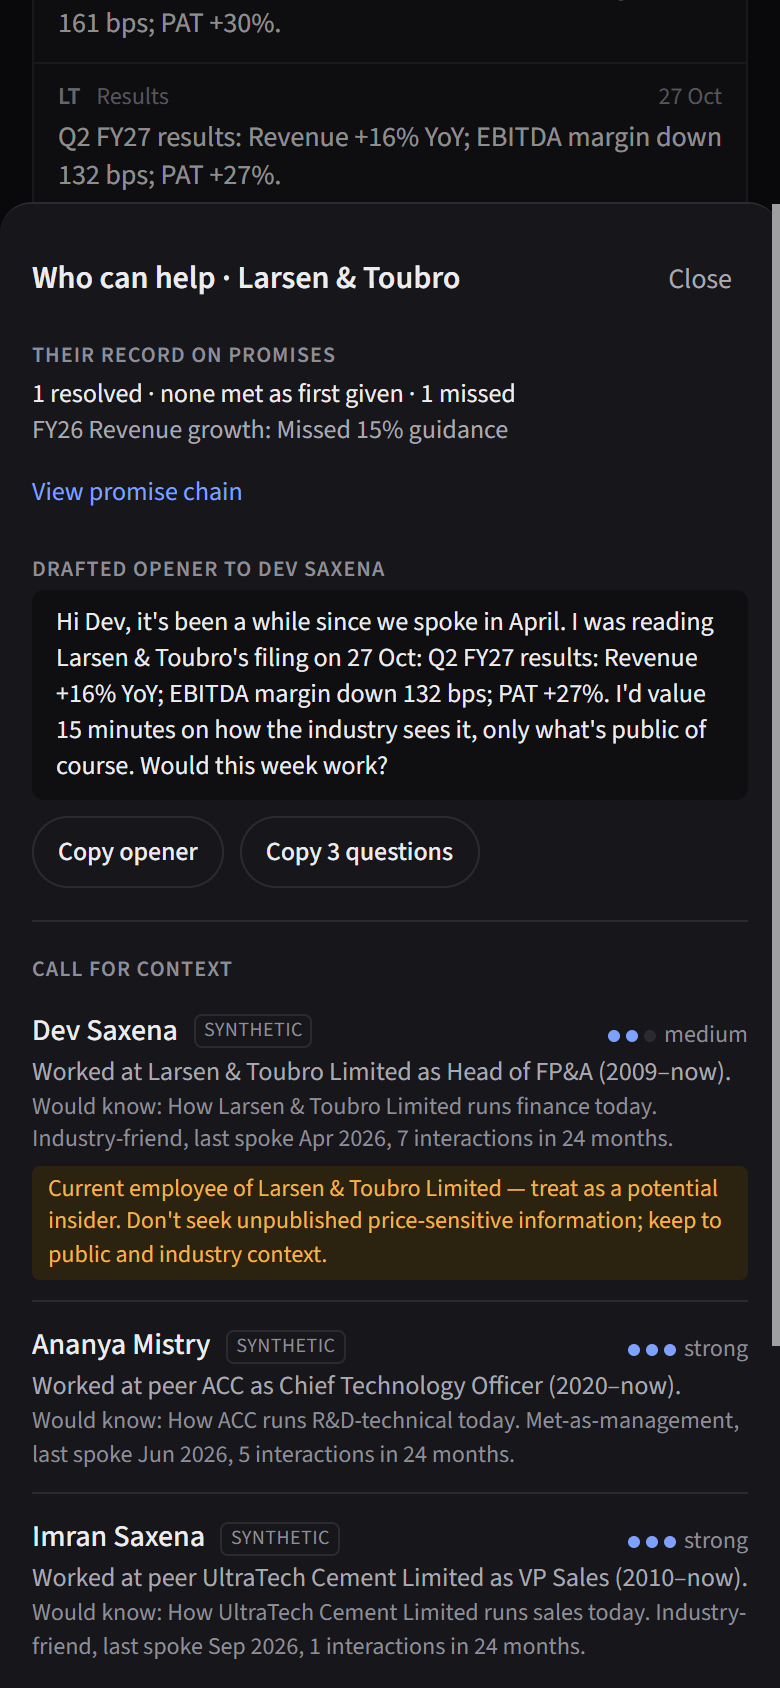 161 bps; PAT +30%.
LT Results 27 Oct
Q2 FY27 results: Revenue +16% YoY; EBITDA margin down
132 bps; PAT +27%.
Who can help · Larsen & Toubro Close
THEIR RECORD ON PROMISES
1 resolved · none met as first given · 1 missed
FY26 Revenue growth: Missed 15% guidance
View promise chain
DRAFTED OPENER TO DEV SAXENA
Hi Dev, it's been a while since we spoke in April. I was reading
Larsen & Toubro's filing on 27 Oct: Q2 FY27 results: Revenue
+16% YoY; EBITDA margin down 132 bps; PAT +27%. I'd value
15 minutes on how the industry sees it, only what's public of
course. Would this week work?
Copy opener Copy 3 questions
CALL FOR CONTEXT
Dev Saxena SYNTHETIC medium
Worked at Larsen & Toubro Limited as Head of FP&A (2009–now).
Would know: How Larsen & Toubro Limited runs finance today.
Industry-friend, last spoke Apr 2026, 7 interactions in 24 months.
Current employee of Larsen & Toubro Limited — treat as a potential
insider. Don't seek unpublished price-sensitive information; keep to
public and industry context.
Ananya Mistry SYNTHETIC strong
Worked at peer ACC as Chief Technology Officer (2020–now).
Would know: How ACC runs R&D-technical today. Met-as-management,
last spoke Jun 2026, 5 interactions in 24 months.
Imran Saxena SYNTHETIC strong
Worked at peer UltraTech Cement Limited as VP Sales (2010–now).
Would know: How UltraTech Cement Limited runs sales today. Industry-
friend, last spoke Sep 2026, 1 interactions in 24 months.